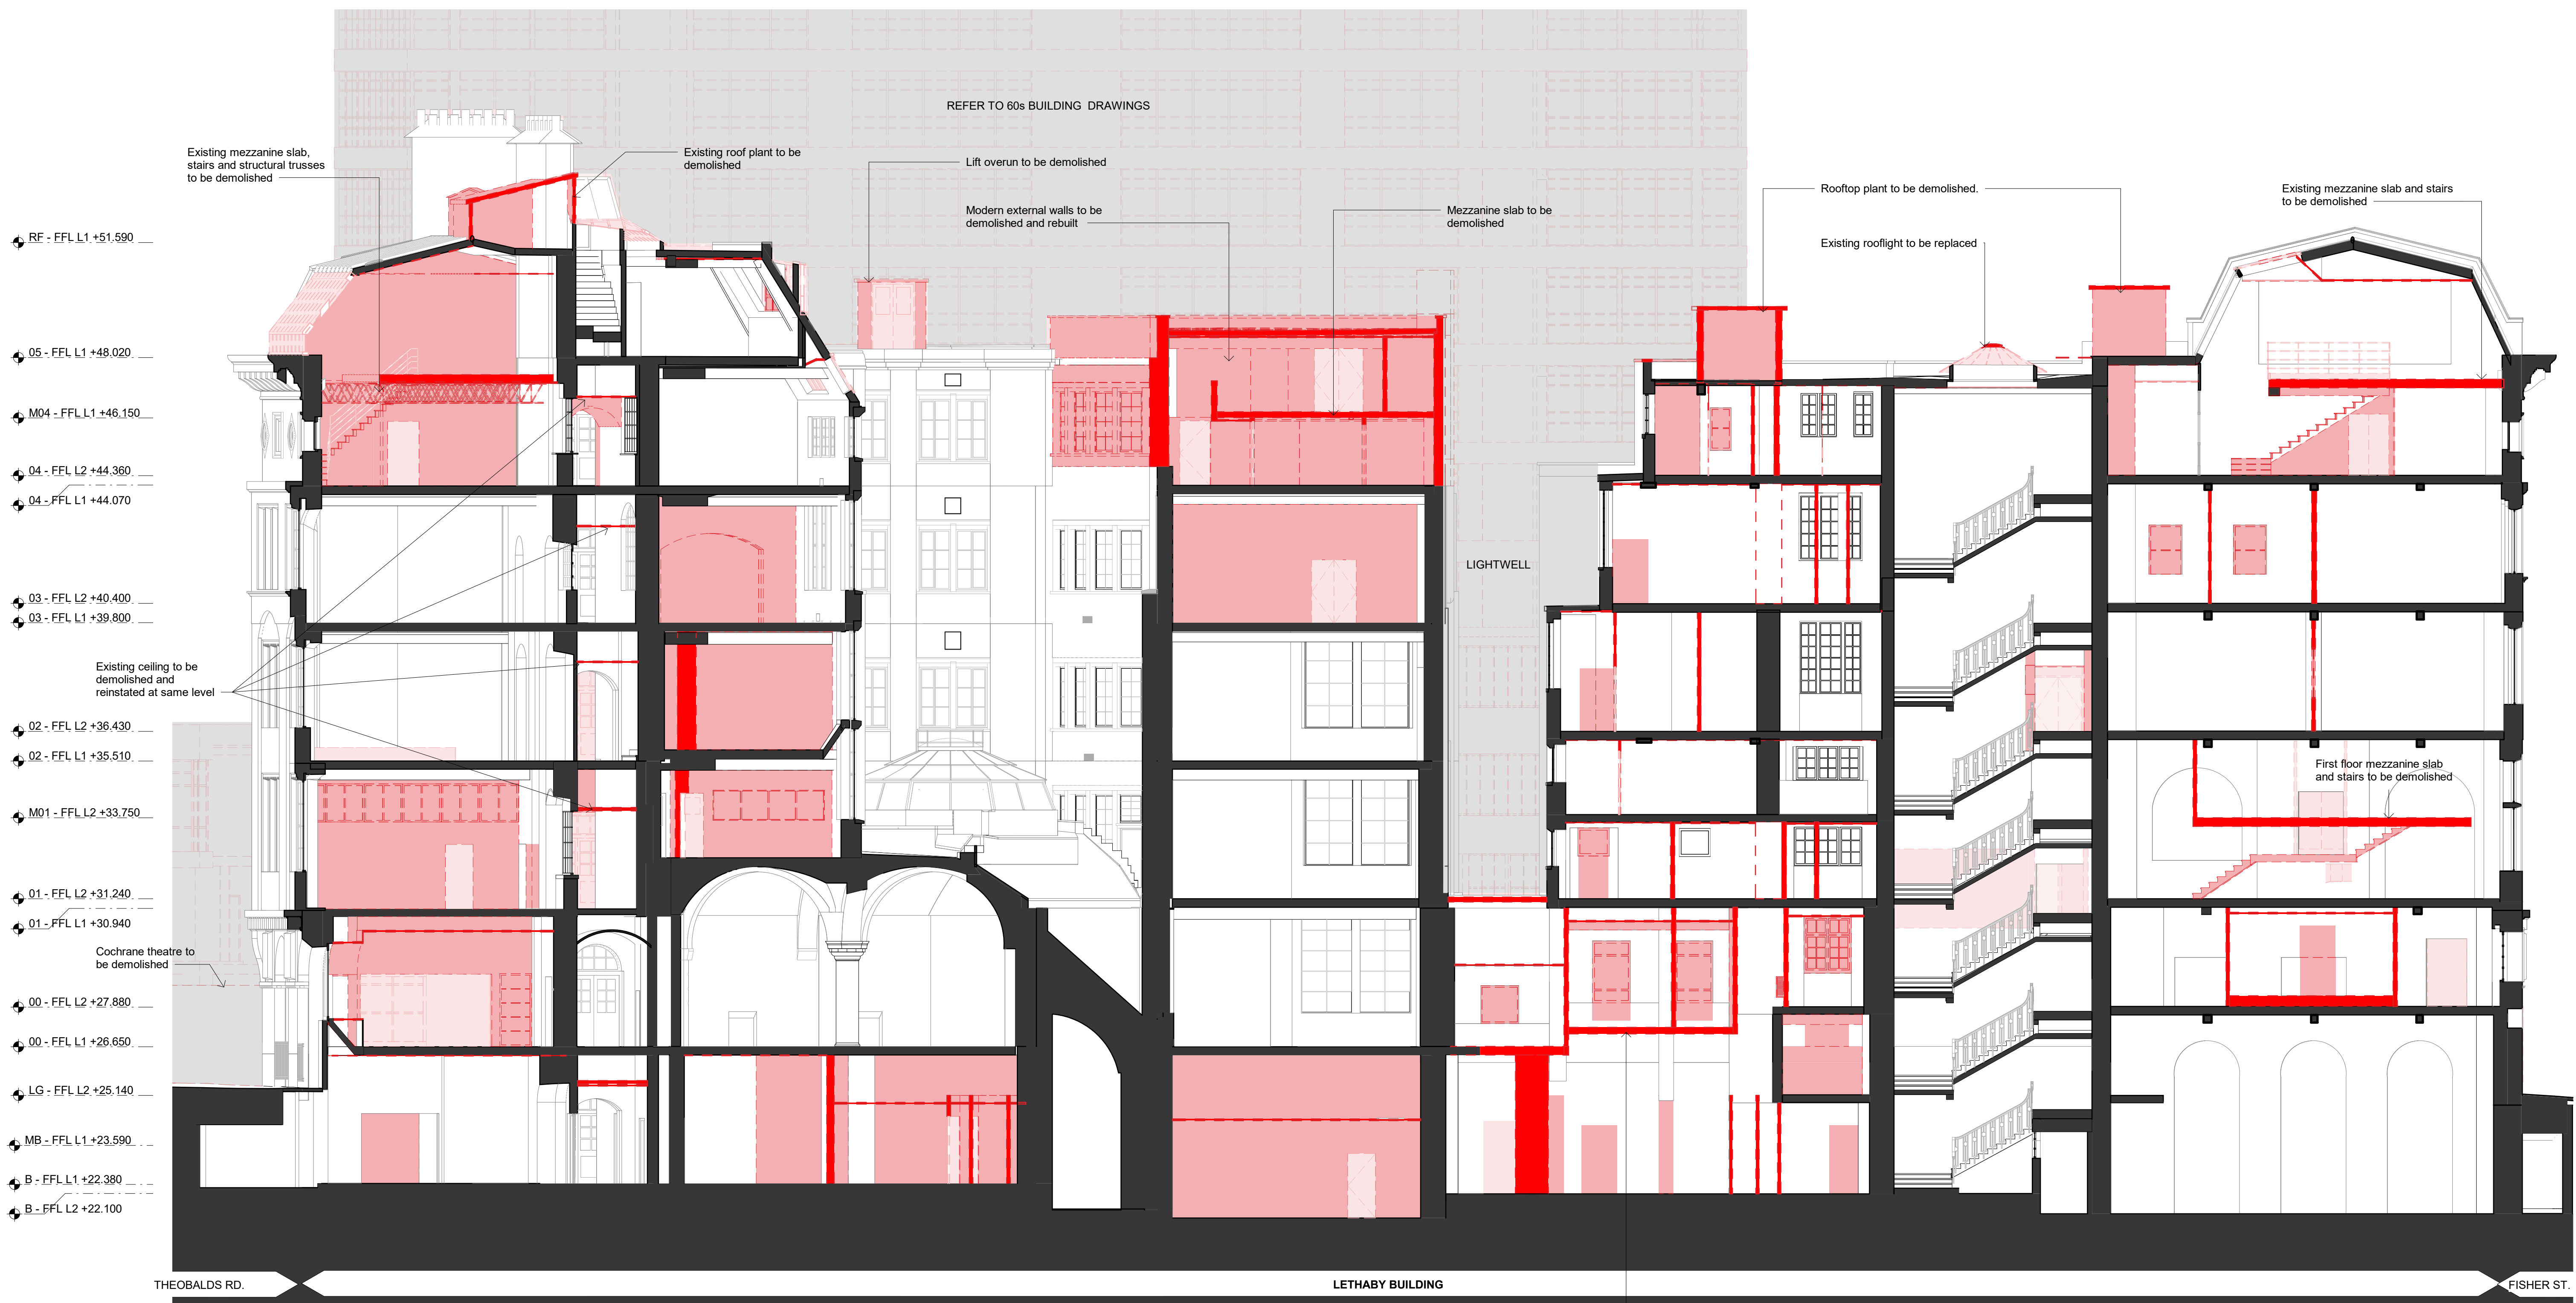 REFER TO 60s BUILDING DRAWINGS
Existing mezzanine slab,
stairs and structural trusses
to be demolished
Existing roof plant to be
demolished
Lift overun to be demolished
Modern external walls to be
demolished and rebuilt
Mezzanine slab to be
demolished
Rooftop plant to be demolished.
Existing rooflight to be replaced
Existing mezzanine slab and stairs
to be demolished
RF - FFL L1 +51.590
05 - FFL L1 +48.020
M04 - FFL L1 +46.150
04 - FFL L2 +44.360
04 - FFL L1 +44.070
LIGHTWELL
03 - FFL L2 +40.400
03 - FFL L1 +39.800
Existing ceiling to be
demolished and
reinstated at same level
02 - FFL L2 +36.430
02 - FFL L1 +35.510
First floor mezzanine slab
and stairs to be demolished
M01 - FFL L2 +33.750
01 - FFL L2 +31.240
01 - FFL L1 +30.940
Cochrane theatre to
be demolished
00 - FFL L2 +27.880
00 - FFL L1 +26.650
LG - FFL L2 +25.140
MB - FFL L1 +23.590
B - FFL L1 +22.380
B - FFL L2 +22.100
THEOBALDS RD.
LETHABY BUILDING
FISHER ST.